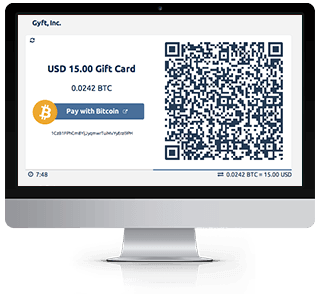 Gyft, Inc.
USD 15.00 Gift Card
0.0242 BTC
Pay with Bitcoin
7:48
0.0242 BTC = 15.00 USD